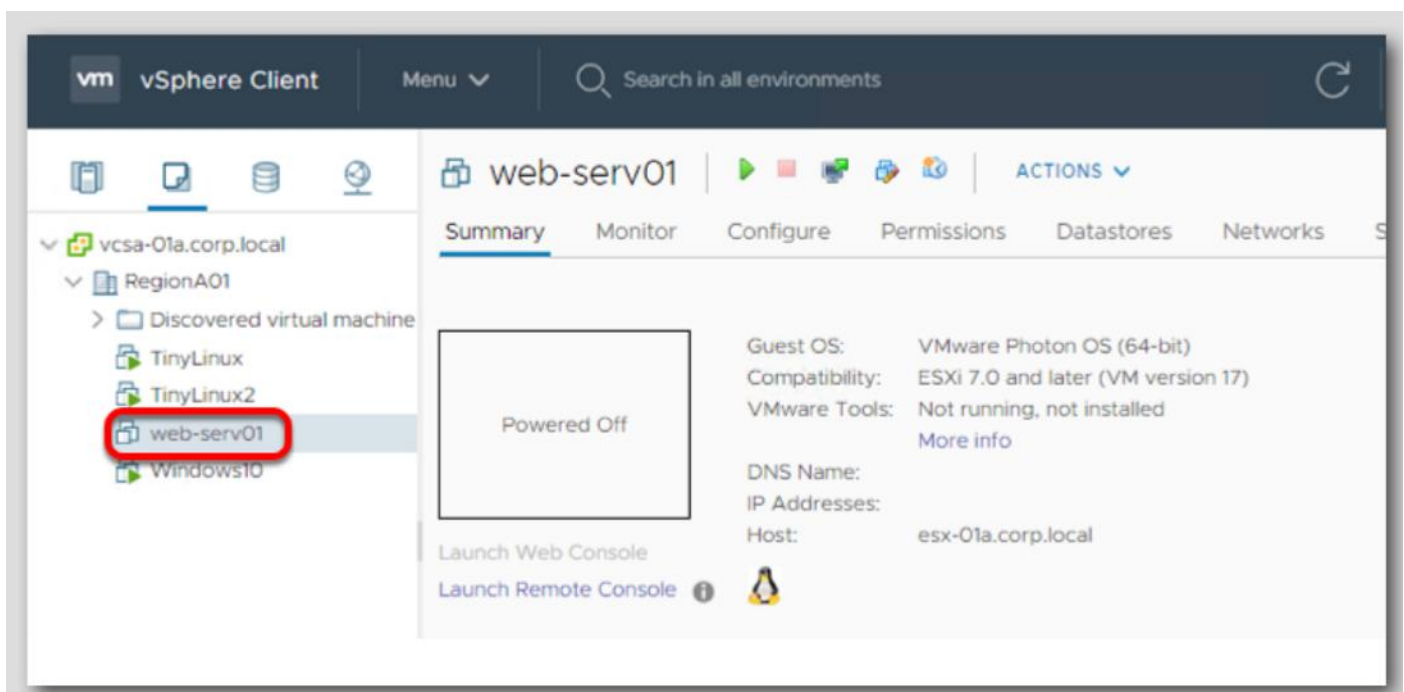 vm vSphere Client Menu Search in all environments
web-serv01 ACTIONS
Summary Monitor Configure Permissions Datastores Networks S
vcsa-01a.corp.local
RegionA01
Discovered virtual machine
TinyLinux
TinyLinux2
web-serv01
Windows10
Powered Off
Guest OS: VMware Photon OS (64-bit)
Compatibility: ESXi 7.0 and later (VM version 17)
VMware Tools: Not running, not installed
More info
DNS Name:
IP Addresses:
Host: esx-01a.corp.local
Launch Web Console
Launch Remote Console